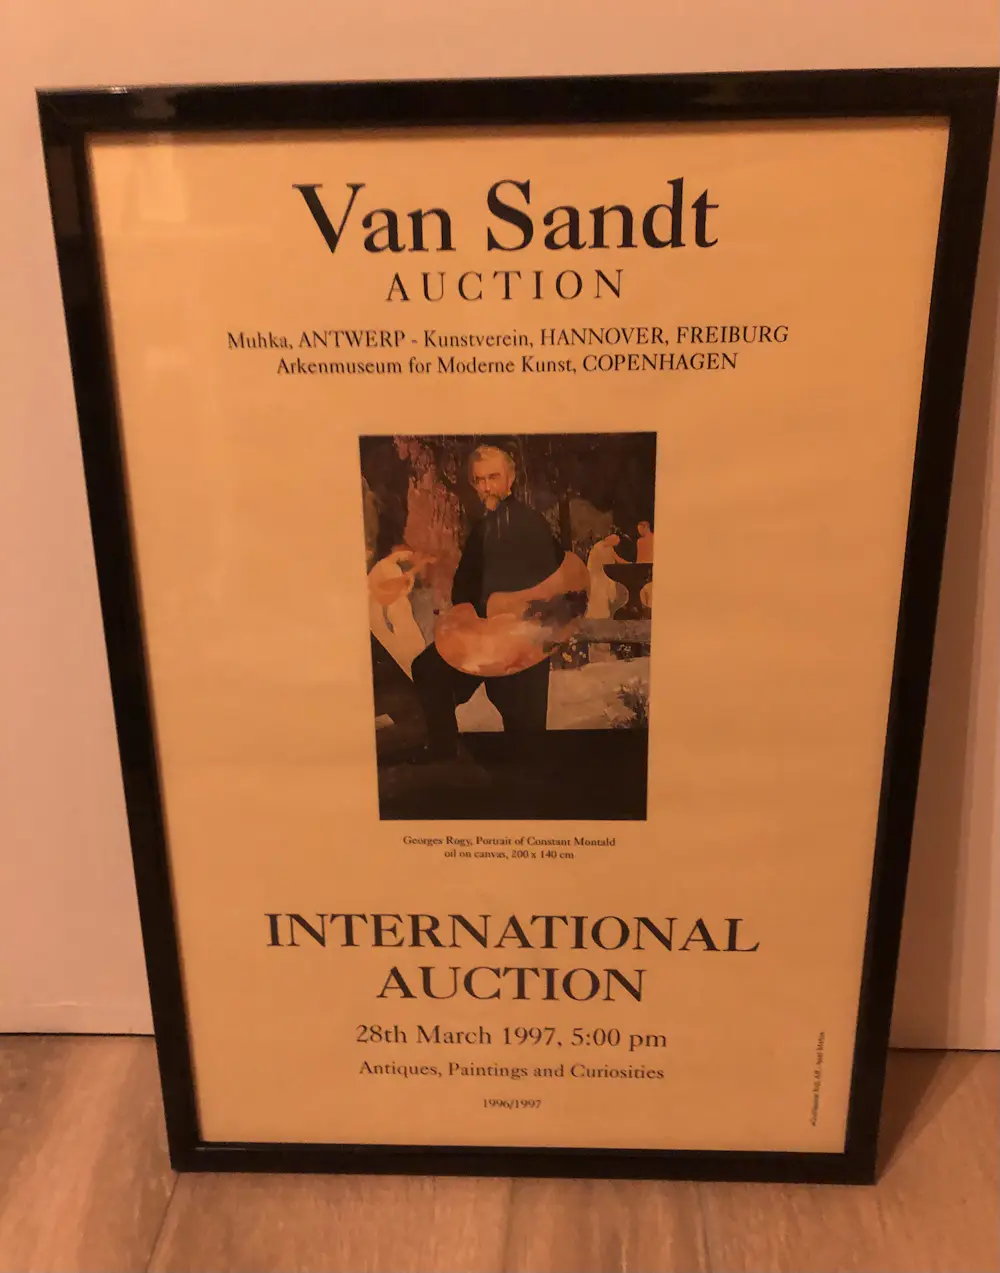 Van Sandt
AUCTION
Muhka, ANTWERP - Kunstverein, HANNOVER, FREIBURG
Arkenmuseum for Moderne Kunst, COPENHAGEN
Georges Rogy, Portrait of Constant Montald
oil on canvas, 200 x 140 cm
INTERNATIONAL
AUCTION
28th March 1997, 5:00 pm
Antiques, Paintings and Curiosities
1996/1997